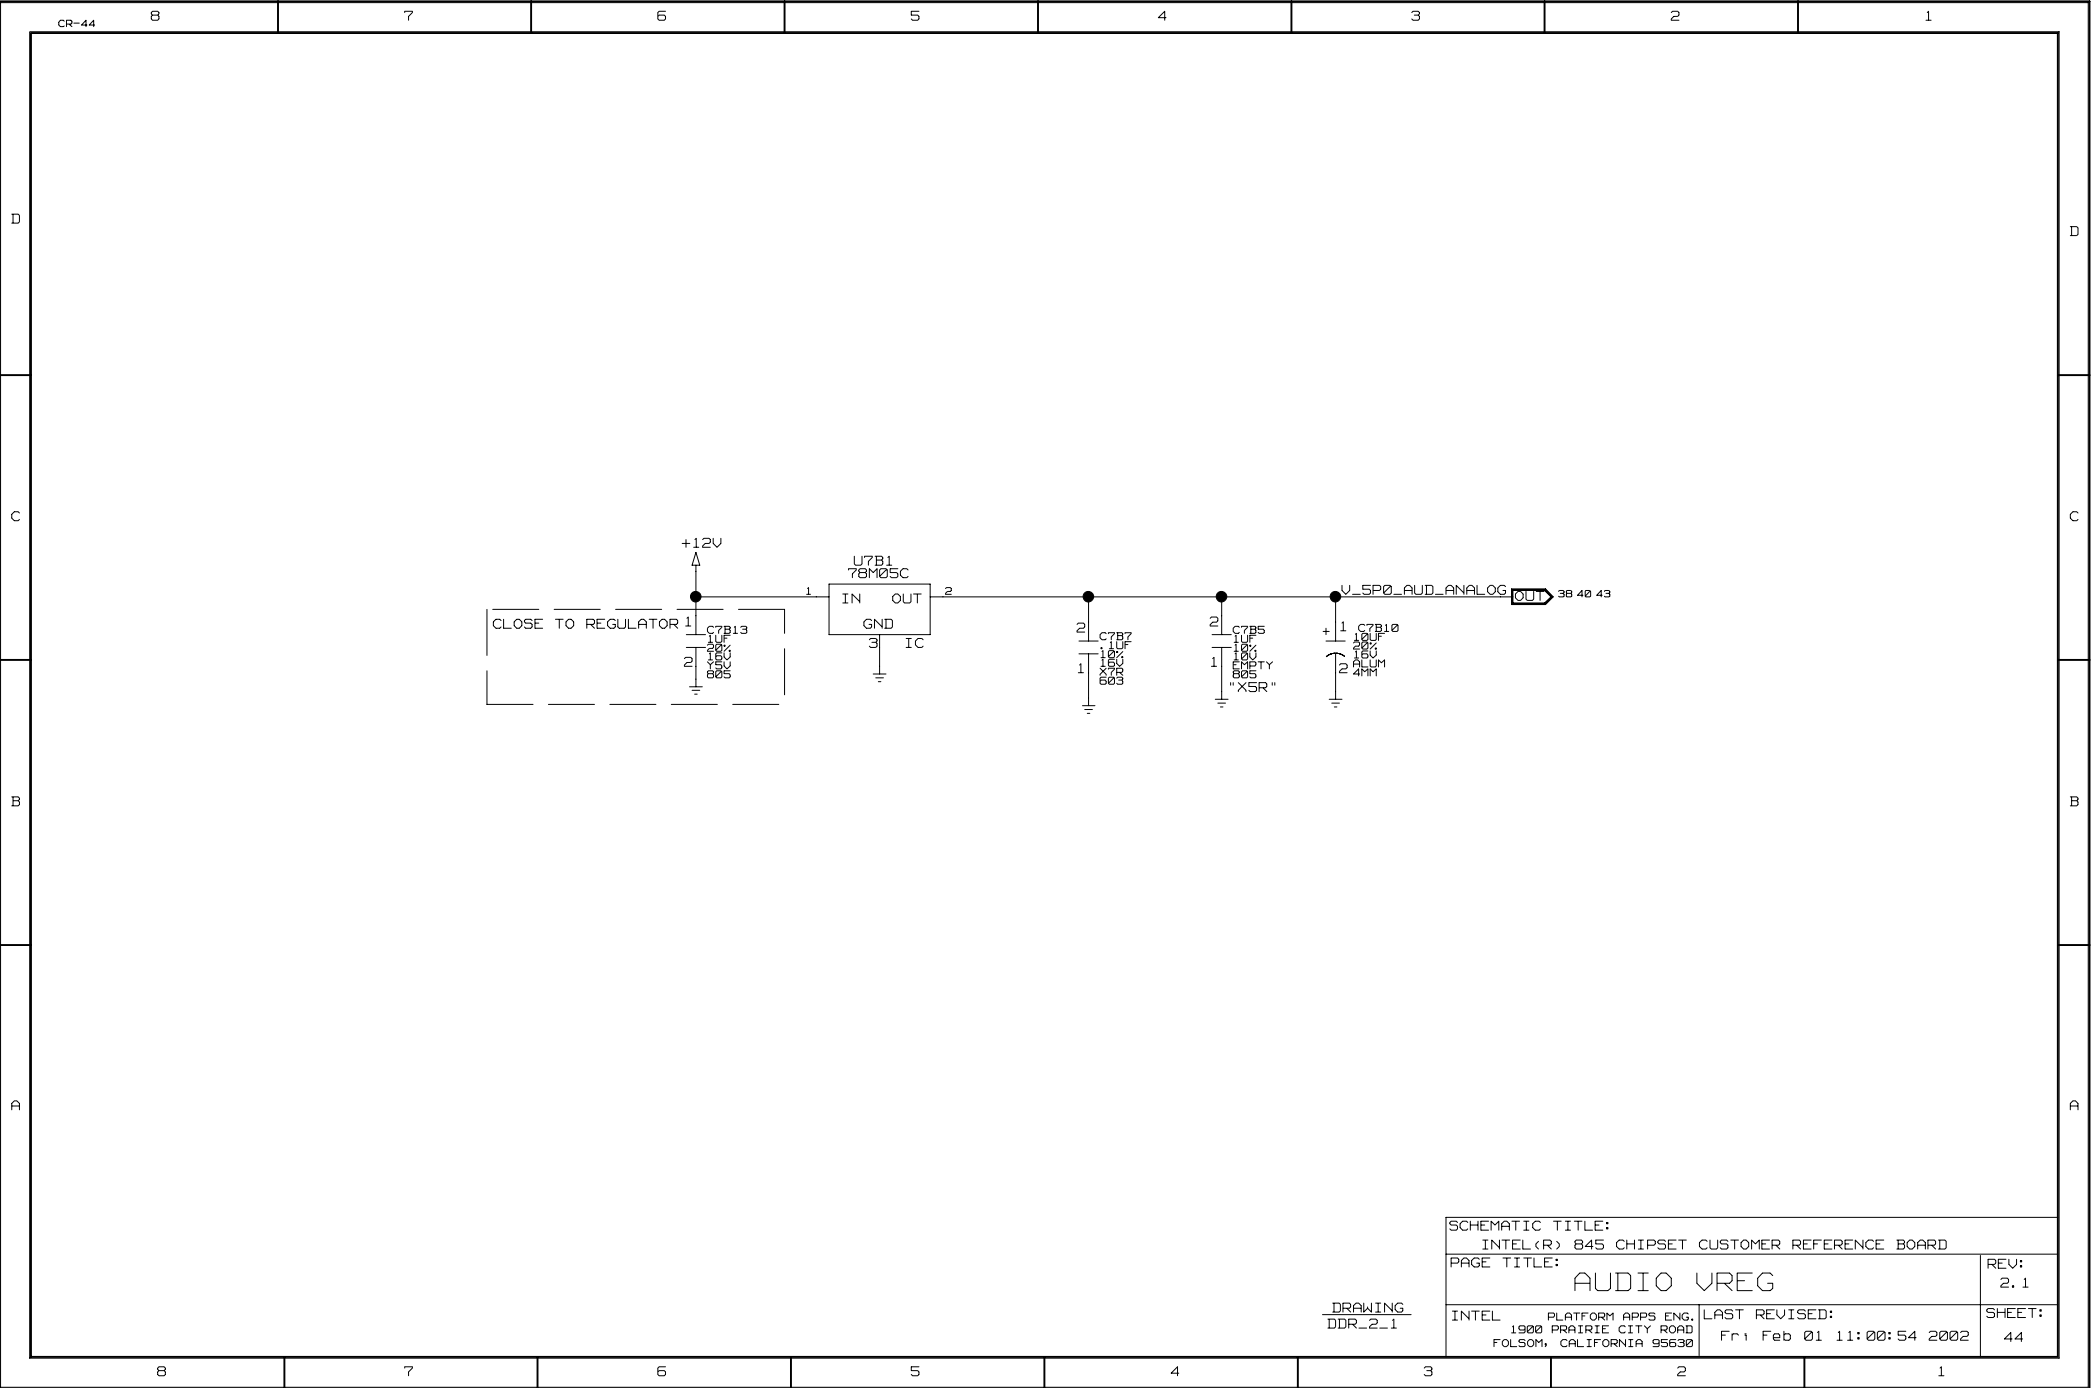 CR-44
8 7 6 5 4 3 2 1
D D
C C
+12V
U7B1
78M05C
1 IN OUT 2
GND
3 IC
CLOSE TO REGULATOR
1
C7B13
1UF
20%
16V
Y5V
805
2
2
C7B7
.1UF
10%
16V
X7R
603
1
2
C7B5
1UF
10%
10V
EMPTY
805
"X5R"
1
V_5P0_AUD_ANALOG OUT 38 40 43
+ 1
C7B10
10UF
20%
16V
ALUM
4MM
2
B B
A A
DRAWING
DDR_2_1
SCHEMATIC TITLE:
INTEL(R) 845 CHIPSET CUSTOMER REFERENCE BOARD
PAGE TITLE:
AUDIO VREG
REV:
2.1
INTEL PLATFORM APPS ENG.
1900 PRAIRIE CITY ROAD
FOLSOM, CALIFORNIA 95630
LAST REVISED:
Fri Feb 01 11:00:54 2002
SHEET:
44
8 7 6 5 4 3 2 1